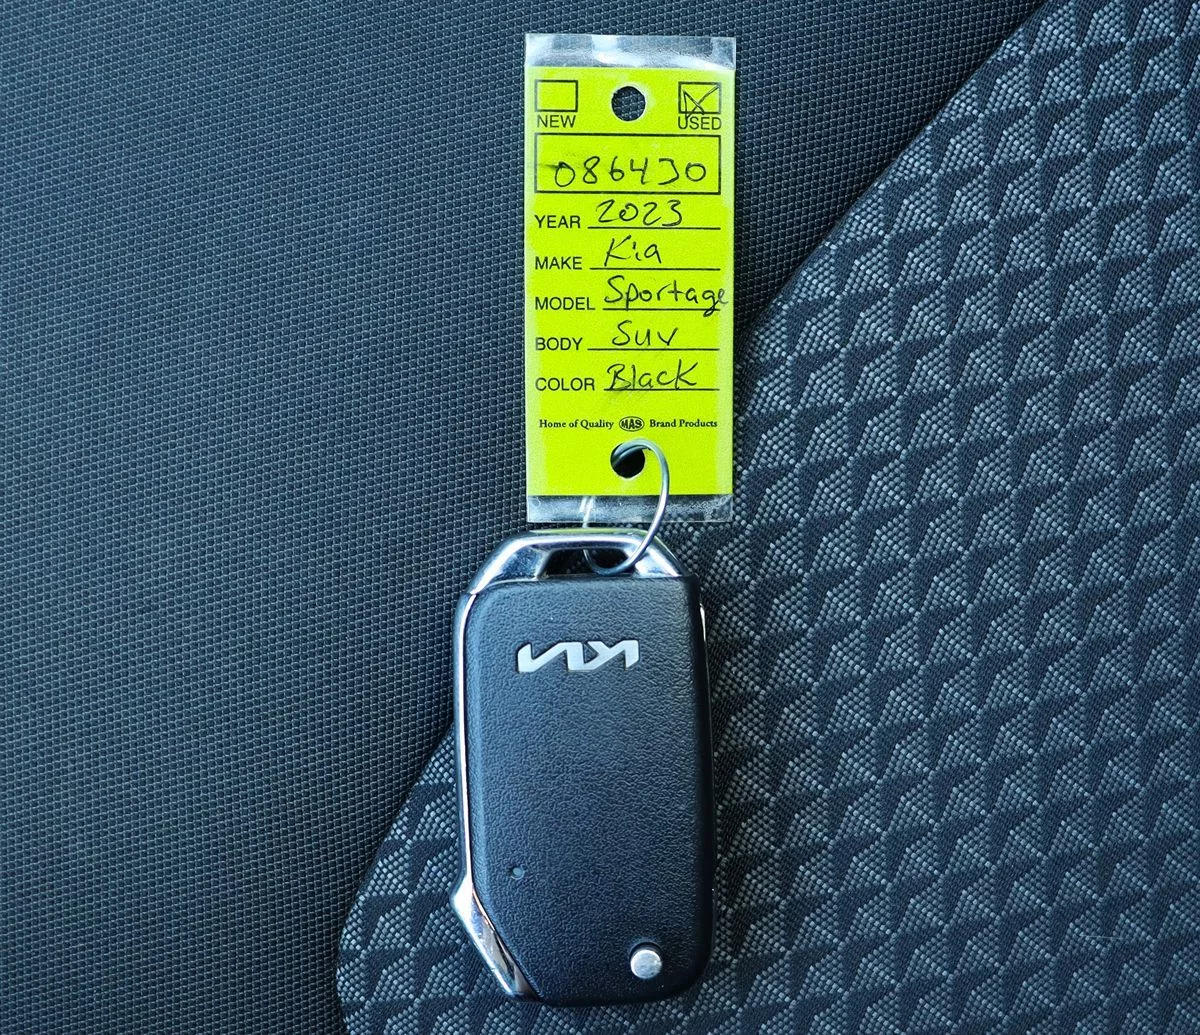 NEW USED
086430
YEAR 2023
MAKE Kia
MODEL Sportage
BODY Suv
COLOR Black
Home of Quality MAS Brand Products
KIA